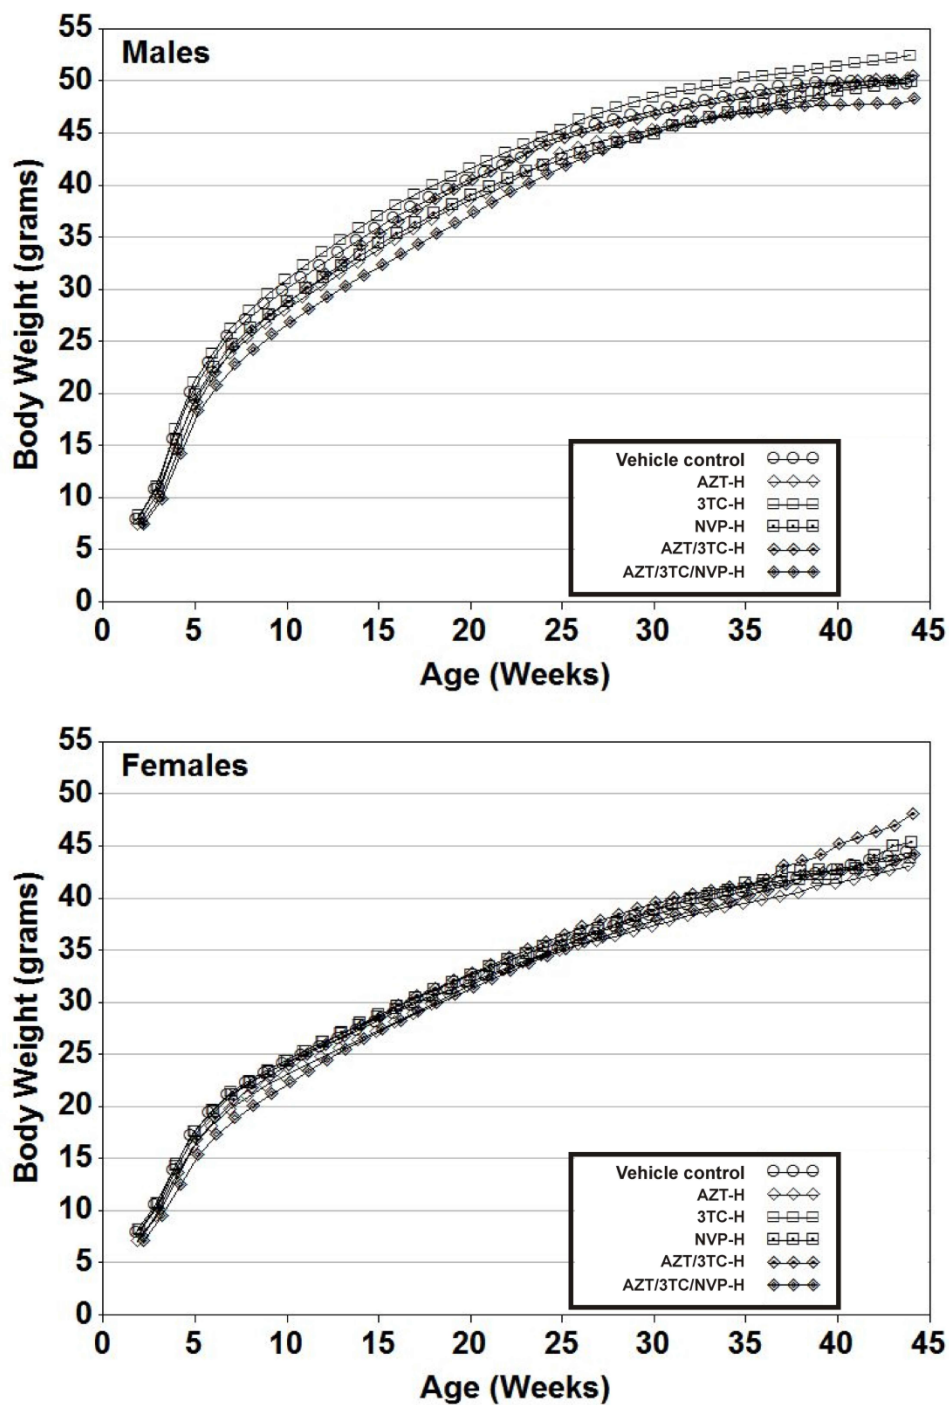 Males
Body Weight (grams)
55
50
45
40
35
30
25
20
15
10
5
0
Vehicle control
AZT-H
3TC-H
NVP-H
AZT/3TC-H
AZT/3TC/NVP-H
0 5 10 15 20 25 30 35 40 45
Age (Weeks)
Females
Body Weight (grams)
55
50
45
40
35
30
25
20
15
10
5
0
Vehicle control
AZT-H
3TC-H
NVP-H
AZT/3TC-H
AZT/3TC/NVP-H
0 5 10 15 20 25 30 35 40 45
Age (Weeks)